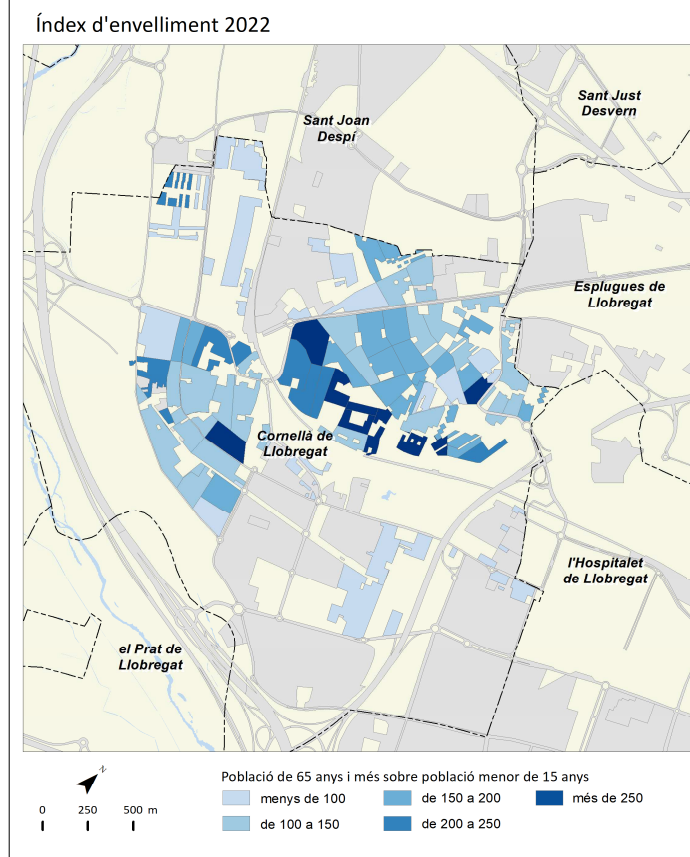 Índex d'envelliment 2022
Sant Just
Desvern
Sant Joan
Despí
Esplugues de
Llobregat
Cornellà de
Llobregat
l'Hospitalet
de Llobregat
el Prat de
Llobregat
N
Població de 65 anys i més sobre població menor de 15 anys
menys de 100
de 150 a 200
més de 250
de 100 a 150
de 200 a 250
0 250 500 m